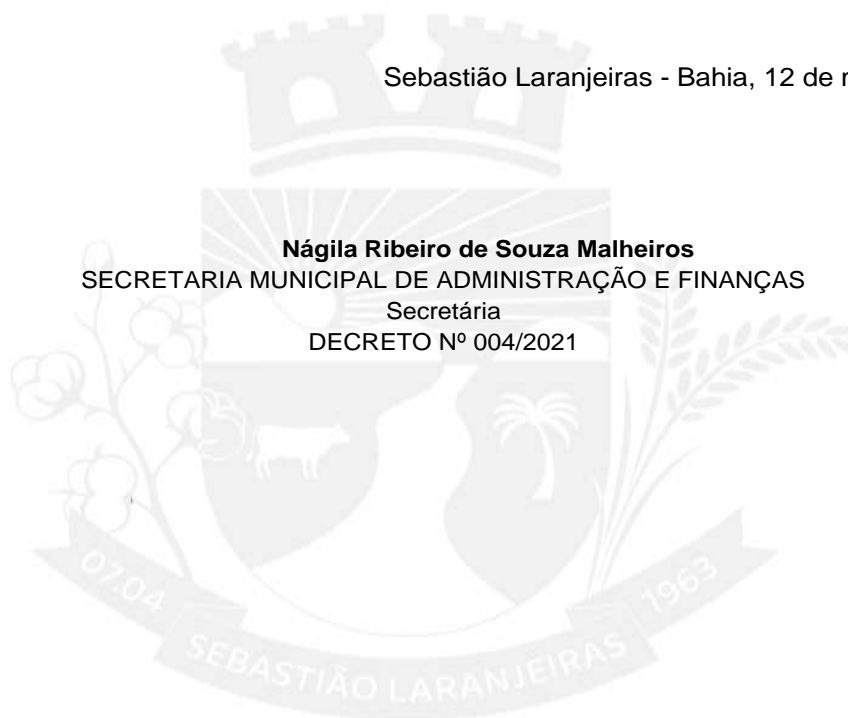 Sebastião Laranjeiras - Bahia, 12 de
Nágila Ribeiro de Souza Malheiros
SECRETARIA MUNICIPAL DE ADMINISTRAÇÃO E FINANÇAS
Secretária
DECRETO Nº 004/2021
07.04
SEBASTIÃO LARANJEIRAS
1963